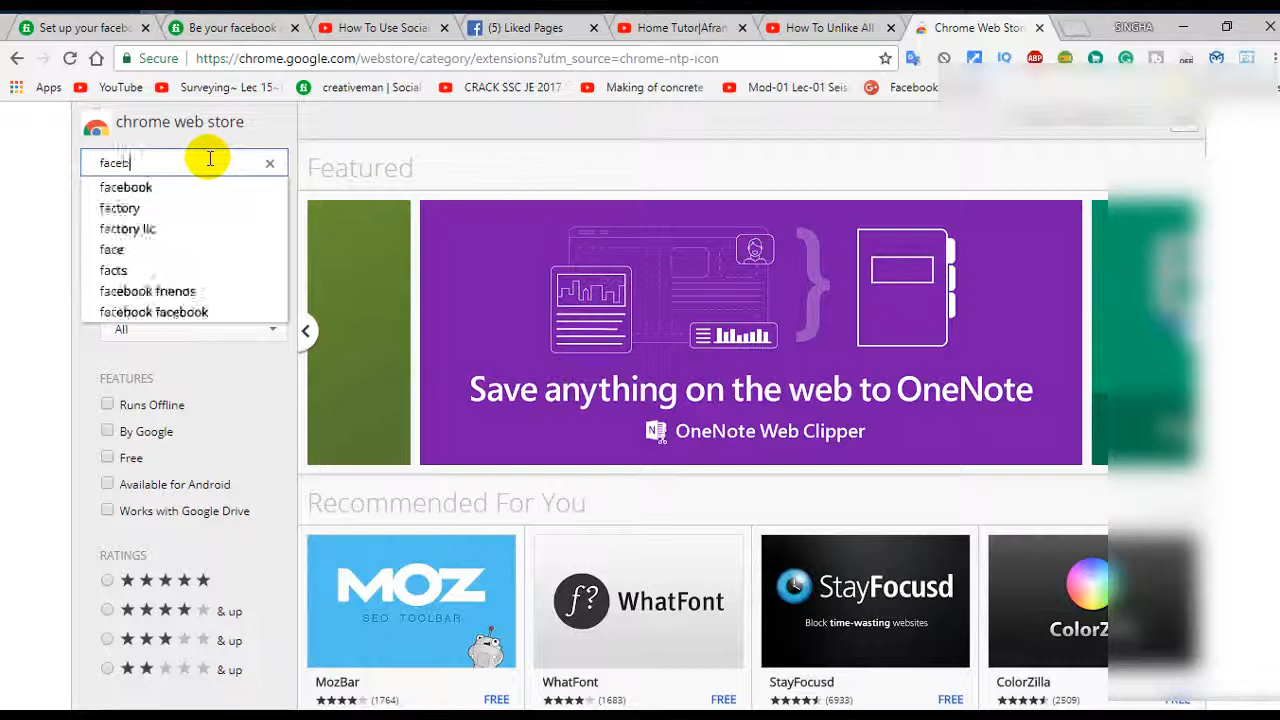 Set up your facebo
Be your facebook
How To Use Social
(5) Liked Pages
Home Tutor|Afran
How To Unlike All
Chrome Web Stor
SINGHA
Secure
https://chrome.google.com/webstore/category/extensions?utm_source=chrome-ntp-icon
Apps
YouTube
Surveying~ Lec 15~
creativeman | Social
CRACK SSC JE 2017
Making of concrete
Mod-01 Lec-01 Seis
Facebook
chrome web store
faceb
facebook
factory
factory llc
face
facts
facebook friends
facebook facebook
All
FEATURES
Runs Offline
By Google
Free
Available for Android
Works with Google Drive
RATINGS
& up
& up
& up
Featured
Save anything on the web to OneNote
OneNote Web Clipper
Recommended For You
MOZ
SEO TOOLBAR
f? WhatFont
StayFocusd
Block time-wasting websites
ColorZ
MozBar
(1764) FREE
WhatFont
(1683) FREE
StayFocusd
(6933) FREE
ColorZilla
(2509) FREE